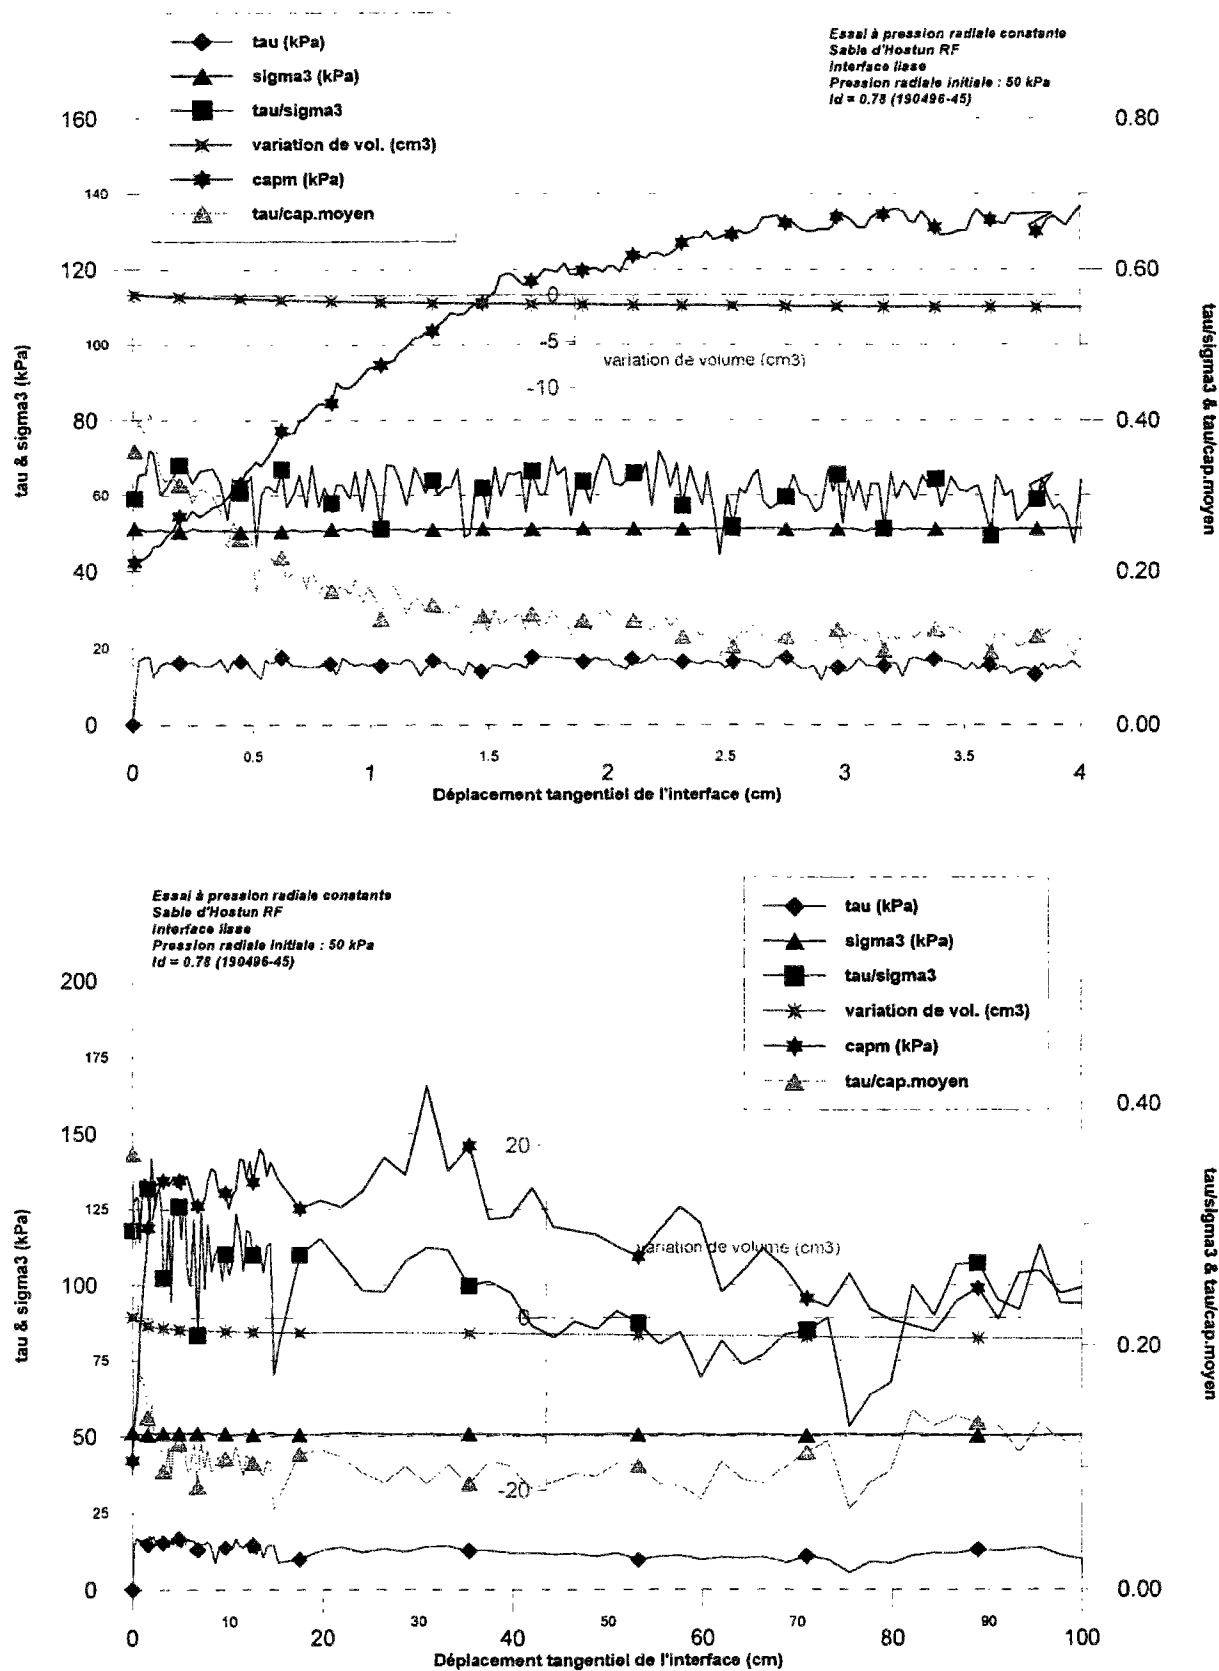 tau (kPa)
sigma3 (kPa)
tau/sigma3
variation de vol. (cm3)
capm (kPa)
tau/cap.moyen
Essai à pression radiale constante
Sable d'Hostun RF
Interface lisse
Pression radiale initiale : 50 kPa
Id = 0.78 (190496-45)
160
140
120
100
80
60
40
20
0
tau & sigma3 (kPa)
0
-5
-10
variation de volume (cm3)
0.80
0.60
0.40
0.20
0.00
tau/sigma3 & tau/cap.moyen
0.5
1.5
2.5
3.5
0
1
2
3
4
Déplacement tangentiel de l'interface (cm)
Essai à pression radiale constante
Sable d'Hostun RF
Interface lisse
Pression radiale initiale : 50 kPa
Id = 0.78 (190496-45)
tau (kPa)
sigma3 (kPa)
tau/sigma3
variation de vol. (cm3)
capm (kPa)
tau/cap.moyen
200
175
150
125
100
75
50
25
0
tau & sigma3 (kPa)
20
0
-20
variation de volume (cm3)
0.40
0.20
0.00
tau/sigma3 & tau/cap.moyen
10
30
50
70
90
0
20
40
60
80
100
Déplacement tangentiel de l'interface (cm)